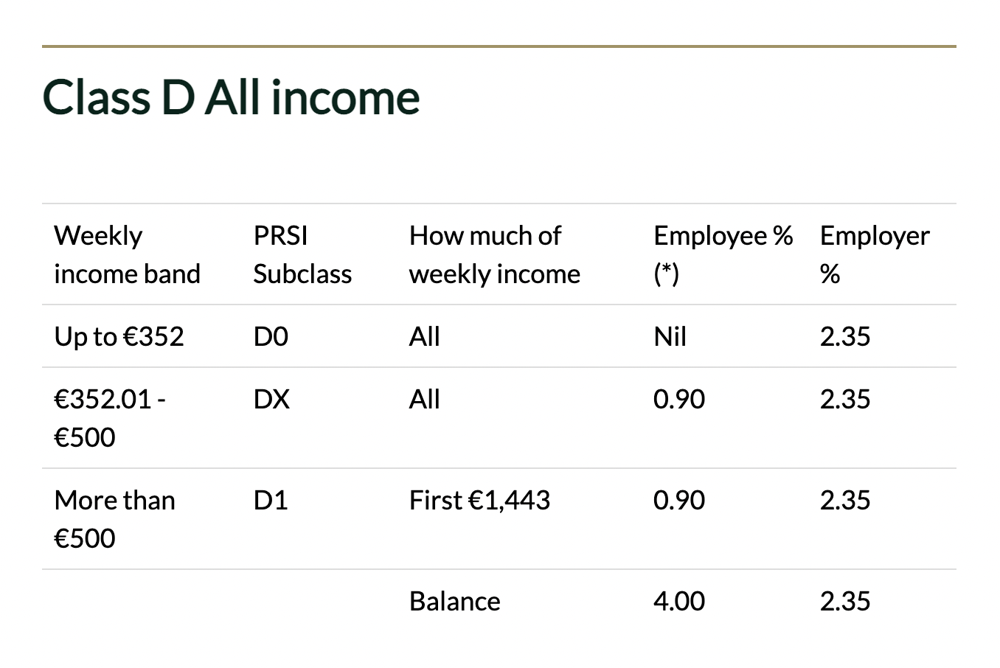 Class D All income
Weekly income band | PRSI Subclass | How much of weekly income | Employee % (*) | Employer %
Up to €352 | D0 | All | Nil | 2.35
€352.01 - €500 | DX | All | 0.90 | 2.35
More than €500 | D1 | First €1,443 | 0.90 | 2.35
Balance | 4.00 | 2.35